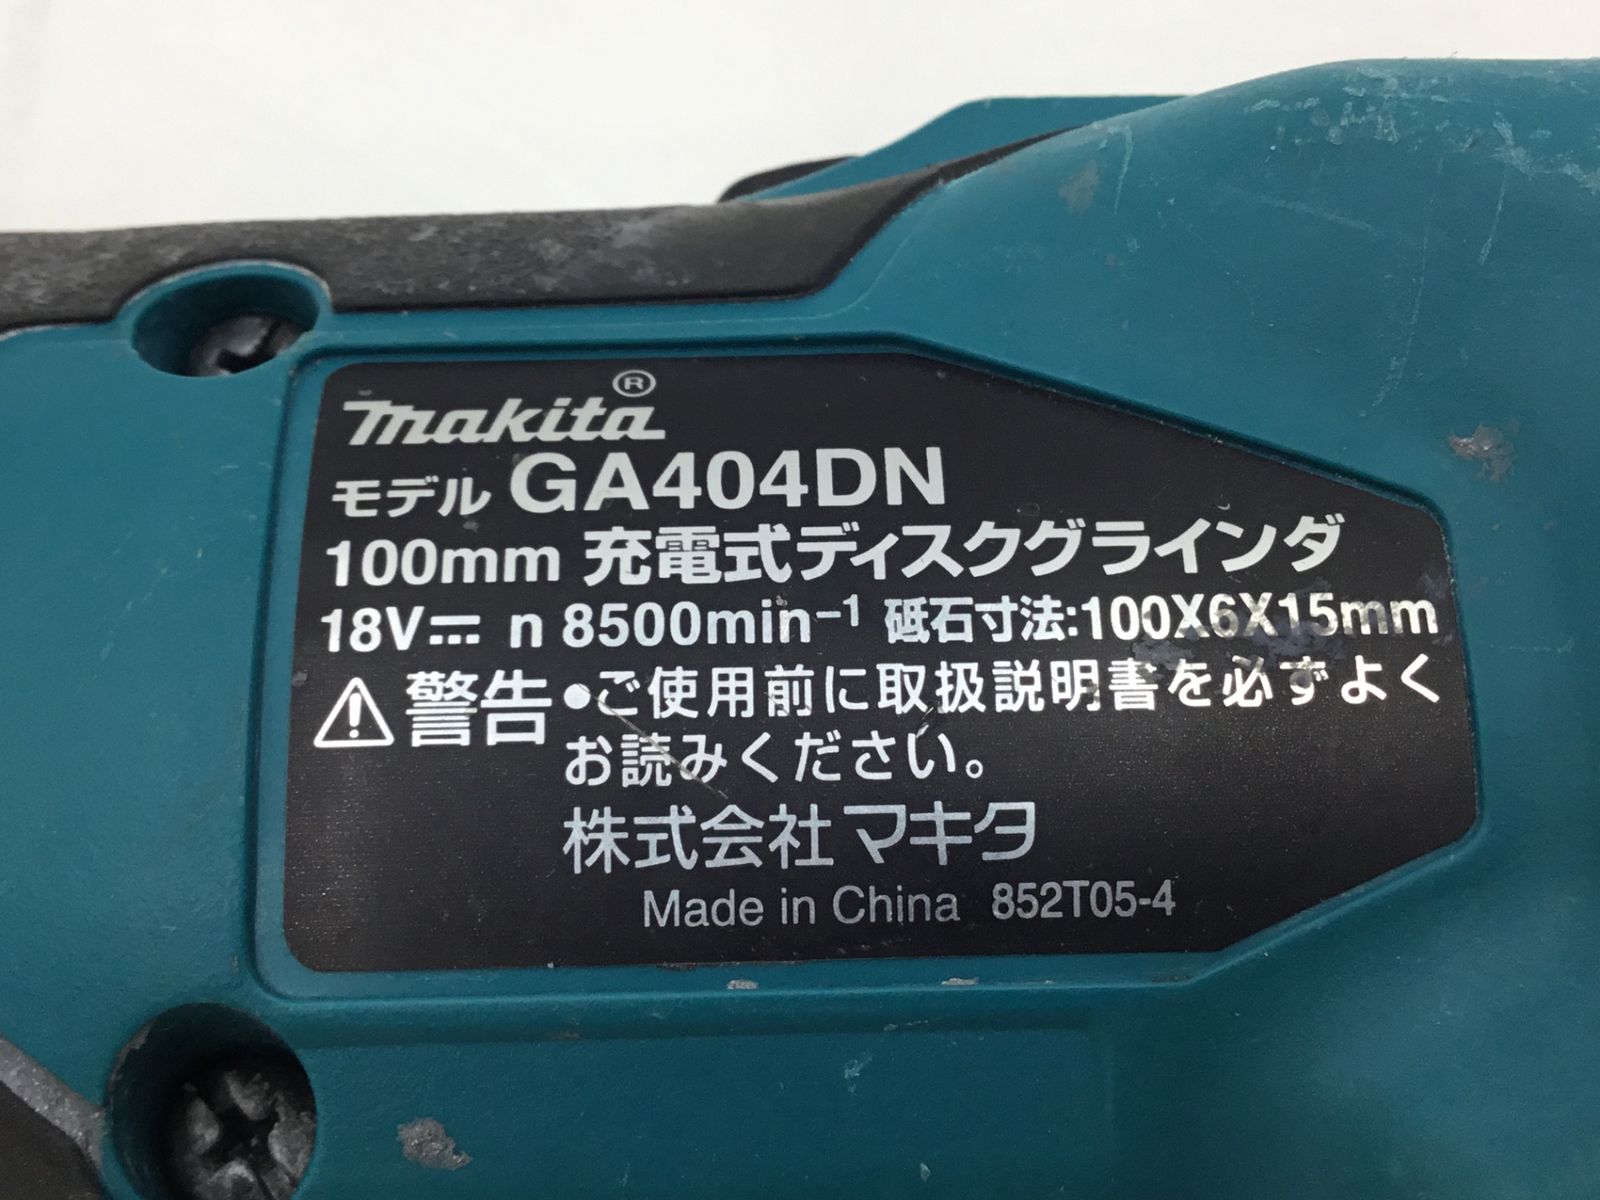 makita®
モデル GA404DN
100mm 充電式ディスクグラインダ
18V⎓ n 8500min⁻¹ 砥石寸法:100X6X15mm
⚠警告 ●ご使用前に取扱説明書を必ずよく
お読みください。
株式会社マキタ
Made in China 852T05-4